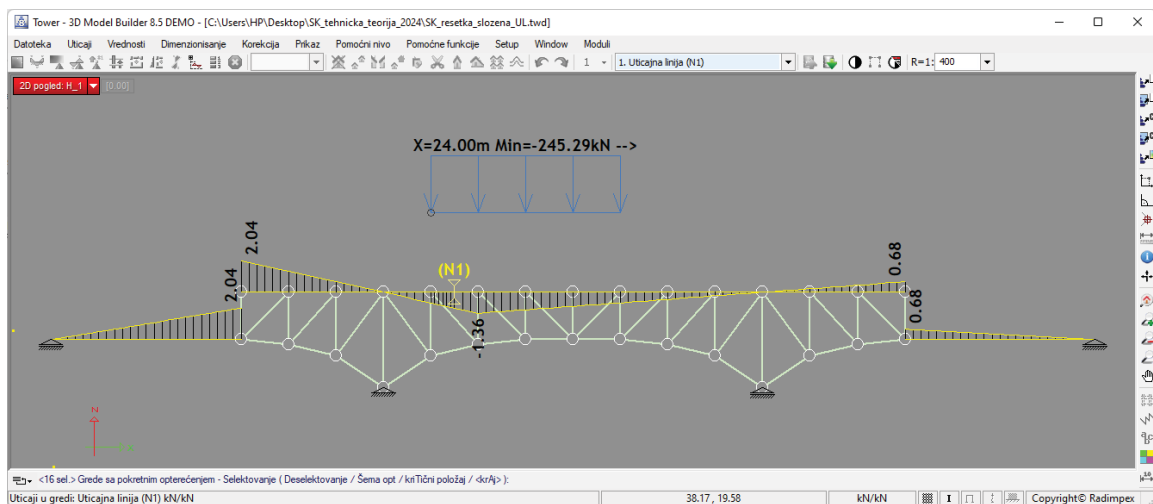 Tower - 3D Model Builder 8.5 DEMO - [C:\Users\HP\Desktop\SK_tehnicka_teorija_2024\SK_resetka_slozena_UL.twd]
Datoteka Uticaji Vrednosti Dimenzionisanje Korekcija Prikaz Pomoćni nivo Pomoćne funkcije Setup Window Moduli
1 1. Uticajna linija (N1) R=1: 400
2D pogled: H_1 [0.00]
X=24.00m Min=-245.29kN -->
2.04
2.04
(N1)
-1.36
0.68
0.68
N
<16 sel.> Grede sa pokretnim opterećenjem - Selektovanje ( Deselektovanje / Šema opt / kriTični položaj / <krAj> ):
Uticaji u gredi: Uticajna linija (N1) kN/kN 38.17 , 19.58 kN/kN Copyright© Radimpex